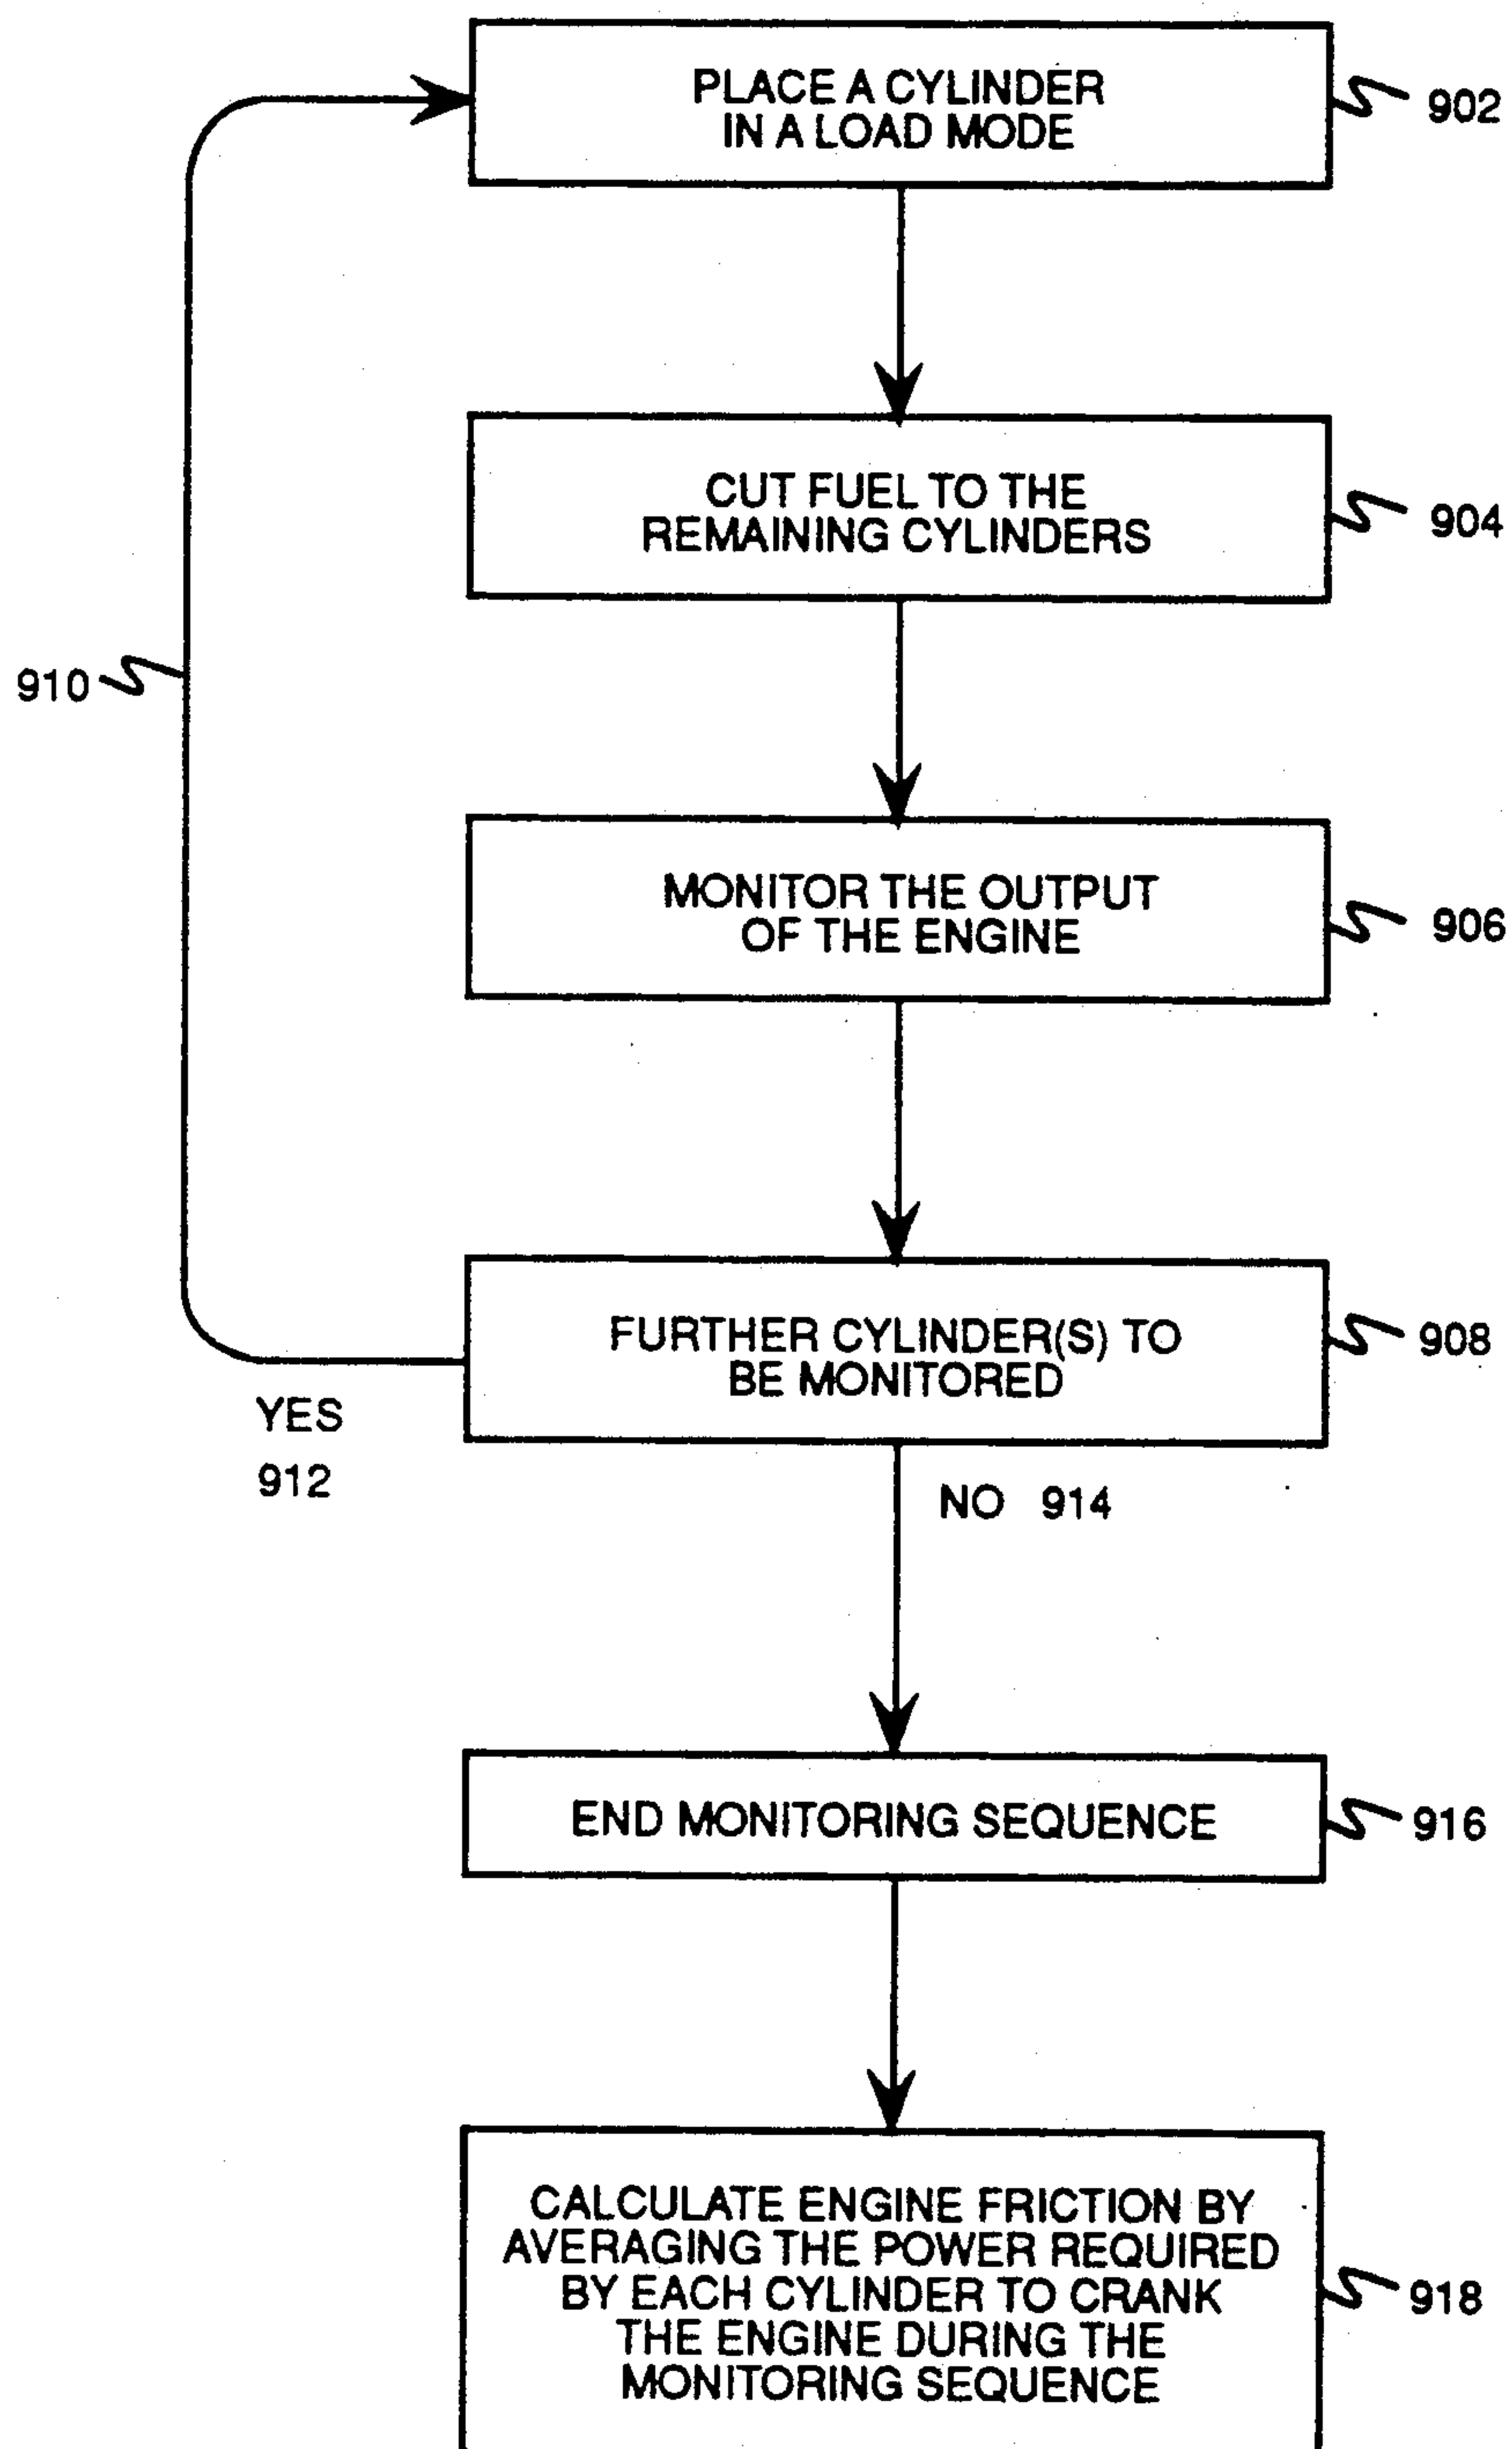 PLACE A CYLINDER
IN A LOAD MODE
902
CUT FUEL TO THE
REMAINING CYLINDERS
904
910
MONITOR THE OUTPUT
OF THE ENGINE
906
FURTHER CYLINDER(S) TO
BE MONITORED
908
YES
912
NO 914
END MONITORING SEQUENCE
916
CALCULATE ENGINE FRICTION BY
AVERAGING THE POWER REQUIRED
BY EACH CYLINDER TO CRANK
THE ENGINE DURING THE
MONITORING SEQUENCE
918